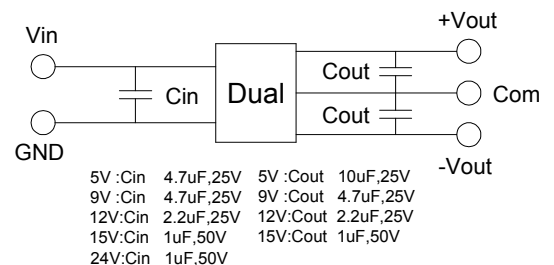 Vin
+Vout
Cin
Dual
Cout
Cout
Com
GND
-Vout
5V :Cin 4.7uF,25V 5V :Cout 10uF,25V
9V :Cin 4.7uF,25V 9V :Cout 4.7uF,25V
12V:Cin 2.2uF,25V 12V:Cout 2.2uF,25V
15V:Cin 1uF,50V 15V:Cout 1uF,50V
24V:Cin 1uF,50V